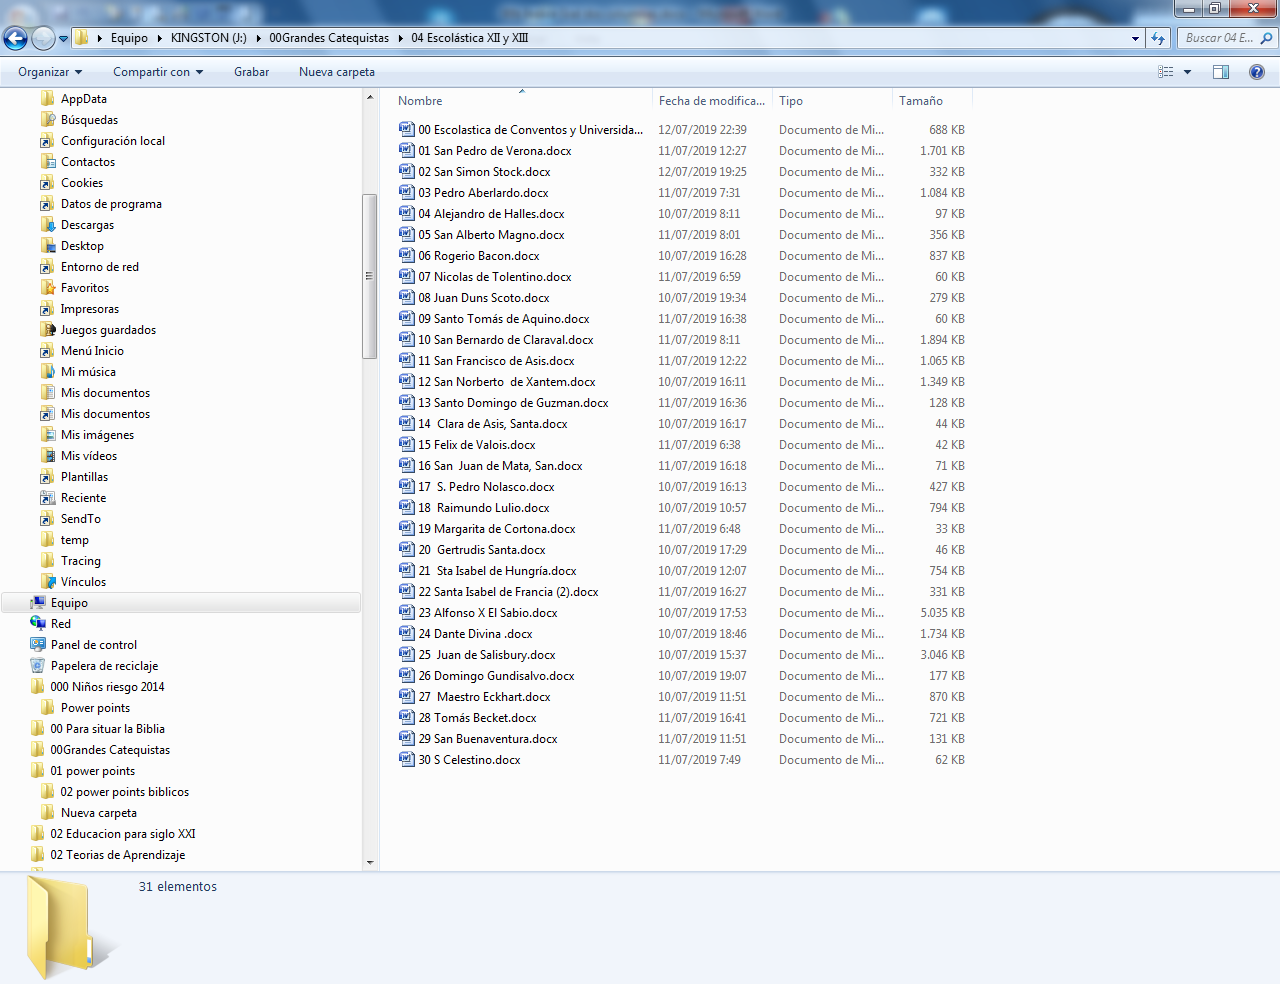 Equipo ▸ KINGSTON (J:) ▸ 00Grandes Catequistas ▸ 04 Escolástica XII y XIII
Buscar 04 E...
Organizar Compartir con Grabar Nueva carpeta
AppData
Búsquedas
Configuración local
Contactos
Cookies
Datos de programa
Descargas
Desktop
Entorno de red
Favoritos
Impresoras
Juegos guardados
Menú Inicio
Mi música
Mis documentos
Mis documentos
Mis imágenes
Mis vídeos
Plantillas
Reciente
SendTo
temp
Tracing
Vínculos
Equipo
Red
Panel de control
Papelera de reciclaje
000 Niños riesgo 2014
Power points
00 Para situar la Biblia
00Grandes Catequistas
01 power points
02 power points biblicos
Nueva carpeta
02 Educacion para siglo XXI
02 Teorias de Aprendizaje
Nombre Fecha de modifica... Tipo Tamaño
00 Escolastica de Conventos y Universida... 12/07/2019 22:39 Documento de Mi... 688 KB
01 San Pedro de Verona.docx 11/07/2019 12:27 Documento de Mi... 1.701 KB
02 San Simon Stock.docx 12/07/2019 19:25 Documento de Mi... 332 KB
03 Pedro Aberlardo.docx 11/07/2019 7:31 Documento de Mi... 1.084 KB
04 Alejandro de Halles.docx 10/07/2019 8:11 Documento de Mi... 97 KB
05 San Alberto Magno.docx 11/07/2019 8:01 Documento de Mi... 356 KB
06 Rogerio Bacon.docx 10/07/2019 16:28 Documento de Mi... 837 KB
07 Nicolas de Tolentino.docx 11/07/2019 6:59 Documento de Mi... 60 KB
08 Juan Duns Scoto.docx 10/07/2019 19:34 Documento de Mi... 279 KB
09 Santo Tomás de Aquino.docx 11/07/2019 16:38 Documento de Mi... 60 KB
10 San Bernardo de Claraval.docx 11/07/2019 8:11 Documento de Mi... 1.894 KB
11 San Francisco de Asis.docx 11/07/2019 12:22 Documento de Mi... 1.065 KB
12 San Norberto de Xantem.docx 10/07/2019 16:11 Documento de Mi... 1.349 KB
13 Santo Domingo de Guzman.docx 11/07/2019 16:36 Documento de Mi... 128 KB
14 Clara de Asis, Santa.docx 10/07/2019 16:17 Documento de Mi... 44 KB
15 Felix de Valois.docx 11/07/2019 6:38 Documento de Mi... 42 KB
16 San Juan de Mata, San.docx 11/07/2019 16:18 Documento de Mi... 71 KB
17 S. Pedro Nolasco.docx 10/07/2019 16:13 Documento de Mi... 427 KB
18 Raimundo Lulio.docx 10/07/2019 10:57 Documento de Mi... 794 KB
19 Margarita de Cortona.docx 11/07/2019 6:48 Documento de Mi... 33 KB
20 Gertrudis Santa.docx 10/07/2019 17:29 Documento de Mi... 46 KB
21 Sta Isabel de Hungría.docx 10/07/2019 12:07 Documento de Mi... 754 KB
22 Santa Isabel de Francia (2).docx 11/07/2019 16:27 Documento de Mi... 331 KB
23 Alfonso X El Sabio.docx 10/07/2019 17:53 Documento de Mi... 5.035 KB
24 Dante Divina .docx 10/07/2019 18:46 Documento de Mi... 1.734 KB
25 Juan de Salisbury.docx 10/07/2019 15:37 Documento de Mi... 3.046 KB
26 Domingo Gundisalvo.docx 10/07/2019 19:07 Documento de Mi... 177 KB
27 Maestro Eckhart.docx 10/07/2019 11:51 Documento de Mi... 870 KB
28 Tomás Becket.docx 11/07/2019 16:41 Documento de Mi... 721 KB
29 San Buenaventura.docx 11/07/2019 11:51 Documento de Mi... 131 KB
30 S Celestino.docx 11/07/2019 7:49 Documento de Mi... 62 KB
31 elementos